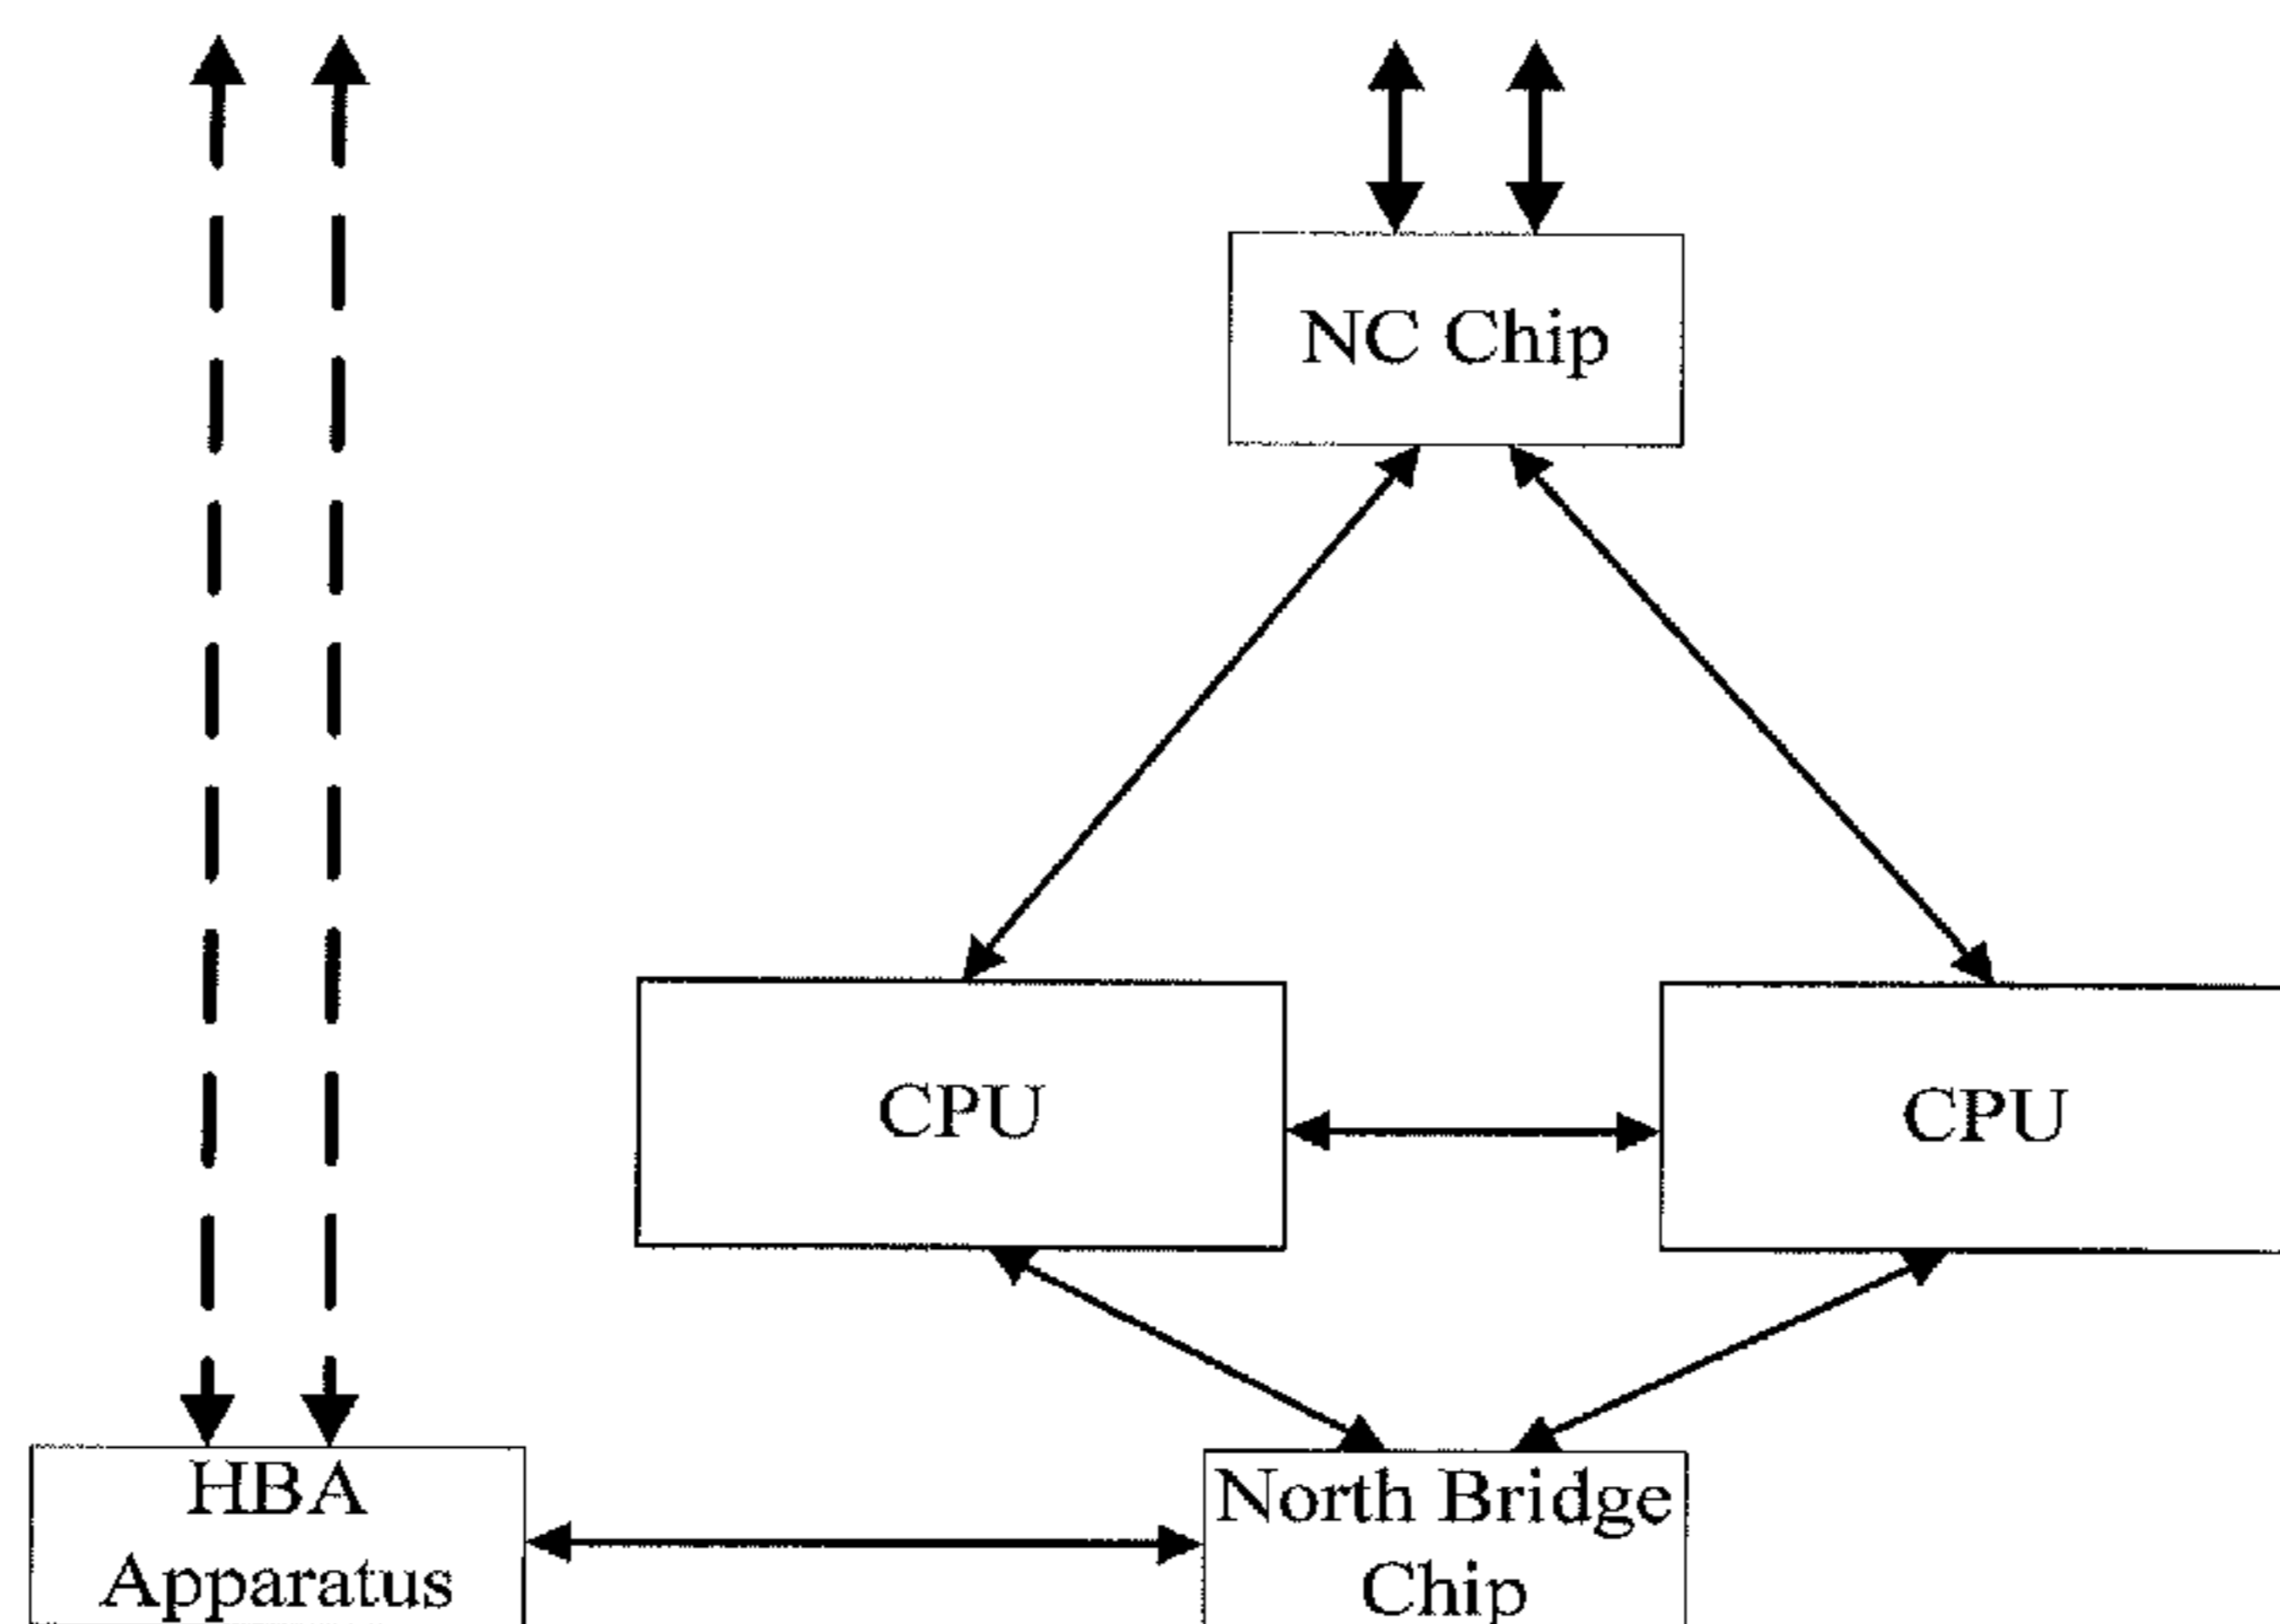 NC Chip
CPU
CPU
HBA
Apparatus
North Bridge
Chip